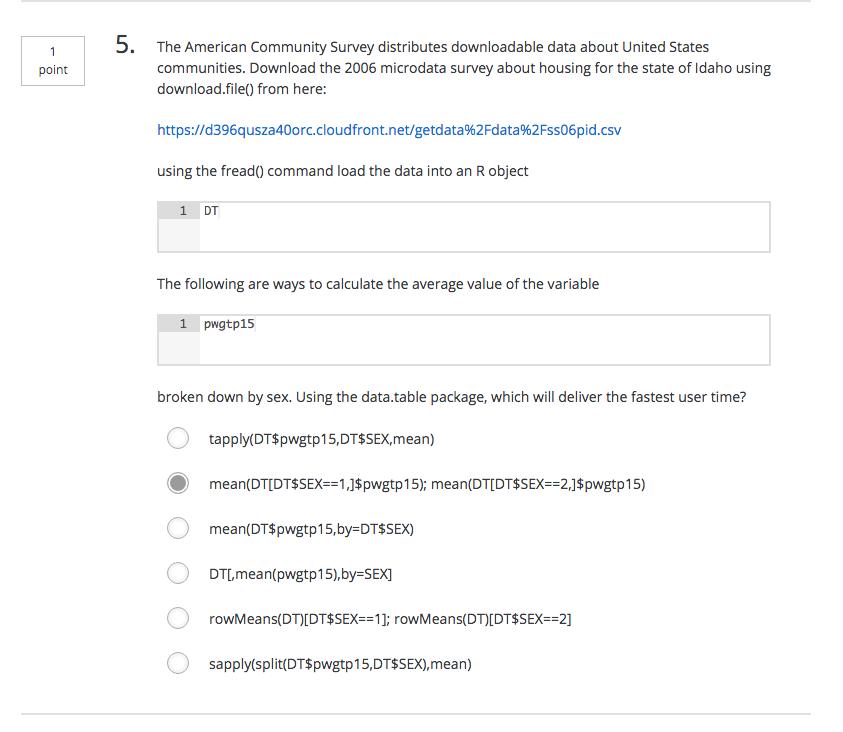 1
point
5.
The American Community Survey distributes downloadable data about United States
communities. Download the 2006 microdata survey about housing for the state of Idaho using
download.file() from here:
https://d396qusza40orc.cloudfront.net/getdata%2Fdata%2Fss06pid.csv
using the fread() command load the data into an R object
1 DT
The following are ways to calculate the average value of the variable
1 pwgtp15
broken down by sex. Using the data.table package, which will deliver the fastest user time?
tapply(DT$pwgtp15,DT$SEX,mean)
mean(DT[DT$SEX==1,]$pwgtp15); mean(DT[DT$SEX==2,]$pwgtp15)
mean(DT$pwgtp15,by=DT$SEX)
DT[,mean(pwgtp15),by=SEX]
rowMeans(DT)[DT$SEX==1]; rowMeans(DT)[DT$SEX==2]
sapply(split(DT$pwgtp15,DT$SEX),mean)